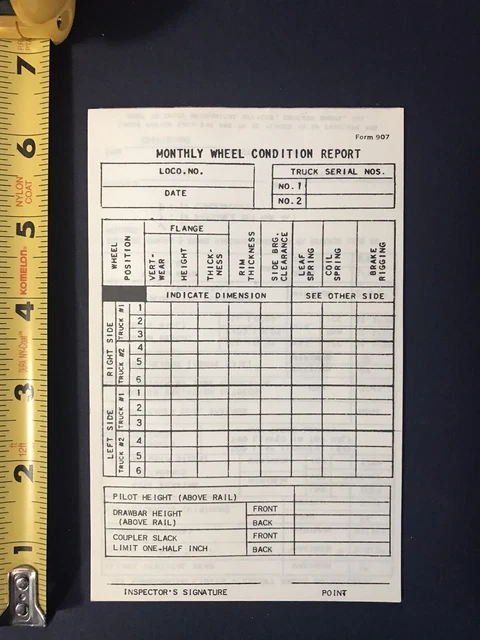 Form 907
MONTHLY WHEEL CONDITION REPORT
LOCO.NO.
DATE
TRUCK SERIAL NOS.
NO. 1
NO. 2
WHEEL POSITION
FLANGE
VERT-WEAR
HEIGHT
THICK-NESS
RIM THICKNESS
SIDE BRG. CLEARANCE
LEAF SPRING
COIL SPRING
BRAKE RIGGING
INDICATE DIMENSION SEE OTHER SIDE
RIGHT SIDE
TRUCK #1
1
2
3
TRUCK #2
4
5
6
LEFT SIDE
TRUCK #1
1
2
3
TRUCK #2
4
5
6
PILOT HEIGHT (ABOVE RAIL)
DRAWBAR HEIGHT FRONT
(ABOVE RAIL) BACK
COUPLER SLACK FRONT
LIMIT ONE-HALF INCH BACK
INSPECTOR'S SIGNATURE POINT
7
6
NYLON COAT
5
KOMELON
4
3
12ft
2
1